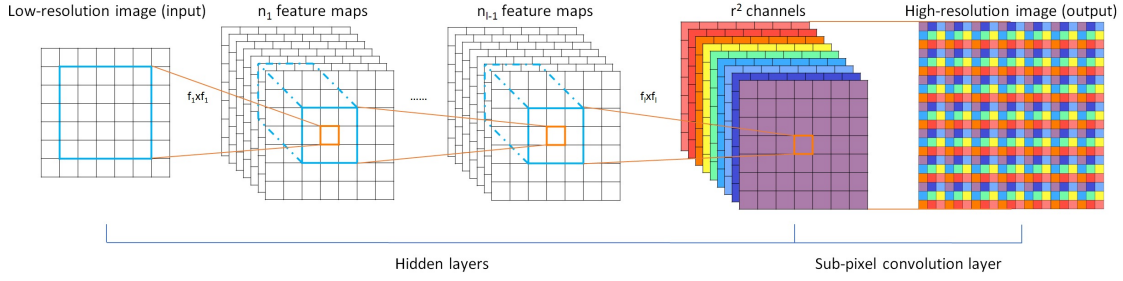 Low-resolution image (input)
n₁ feature maps
nₗ₋₁ feature maps
r² channels
High-resolution image (output)
f₁xf₁
......
fₗxfₗ
Hidden layers
Sub-pixel convolution layer